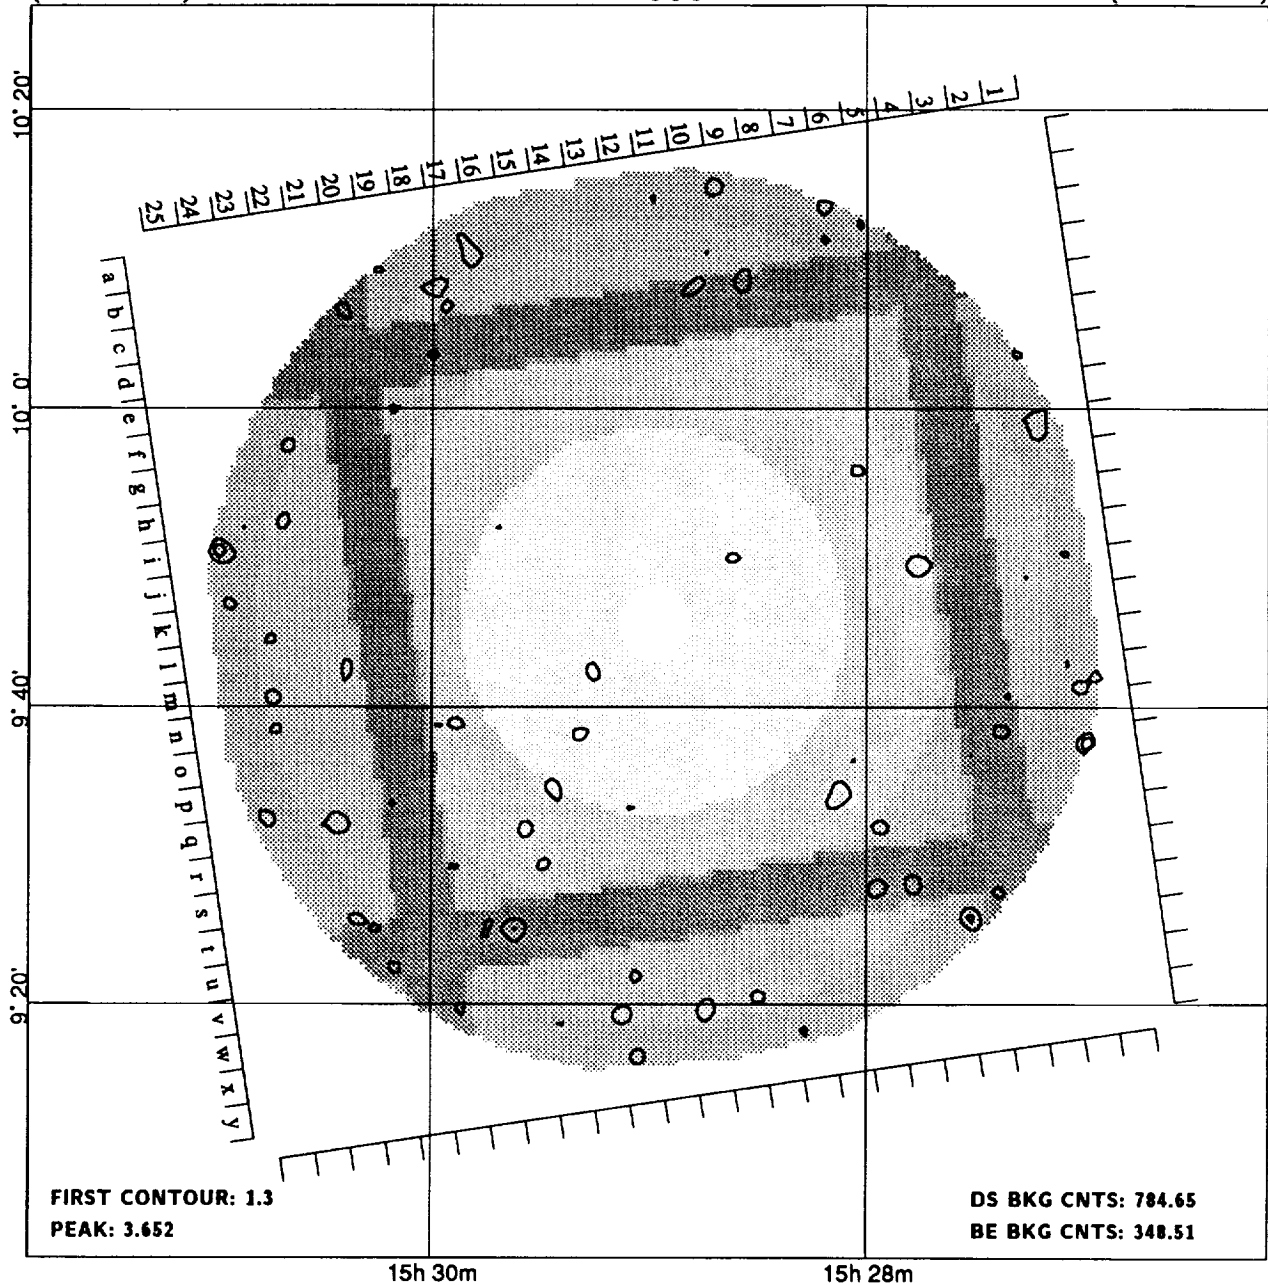 10° 20'
1 2 3 4 5 6 7 8 9 10 11 12 13 14 15 16 17 18 19 20 21 22 23 24 25
a b c d e f g h i j k l m n o p q r s t u v w x y
10° 0'
9° 40'
9° 20'
FIRST CONTOUR: 1.3
PEAK: 3.652
DS BKG CNTS: 784.65
BE BKG CNTS: 348.51
15h 30m
15h 28m